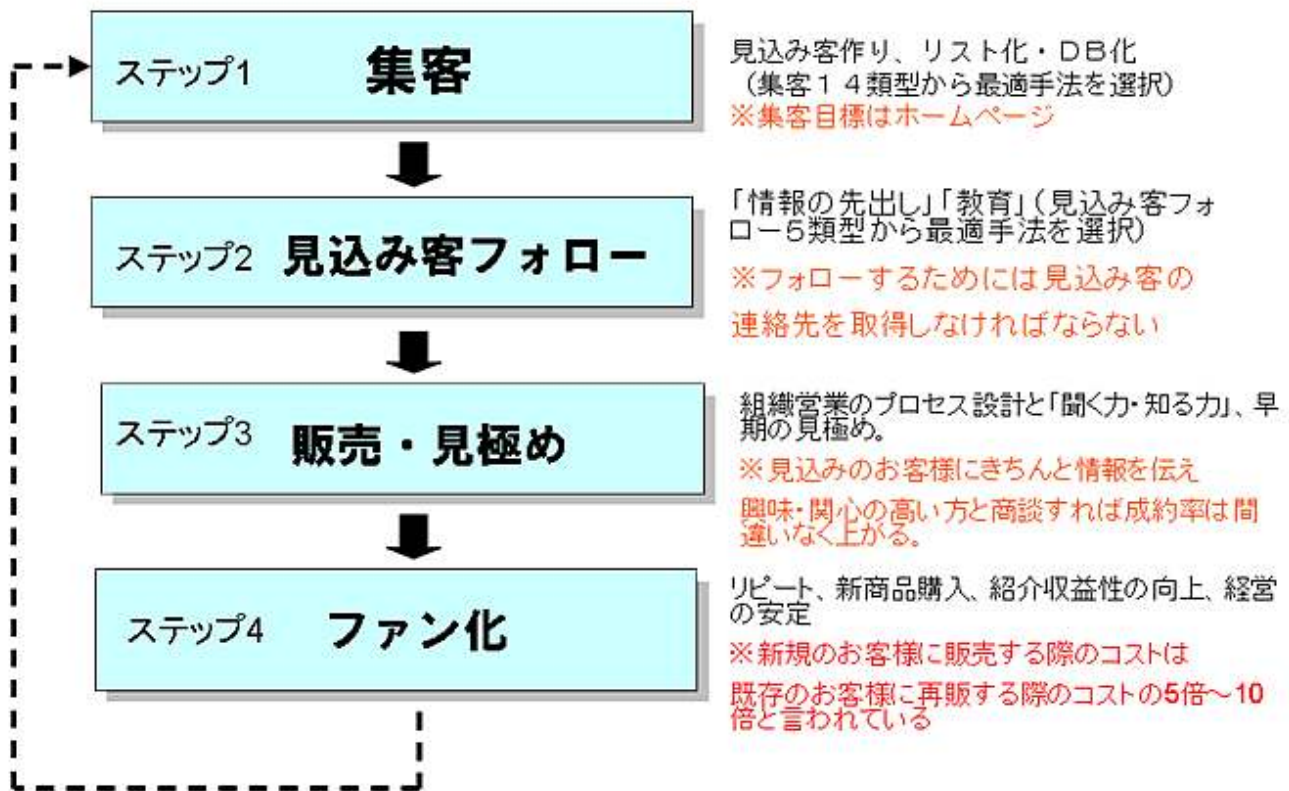 ステップ1 集客
見込み客作り、リスト化・DB化
(集客14類型から最適手法を選択)
※集客目標はホームページ
ステップ2 見込み客フォロー
「情報の先出し」「教育」(見込み客フォ
ロー5類型から最適手法を選択)
※フォローするためには見込み客の
連絡先を取得しなければならない
ステップ3 販売・見極め
組織営業のプロセス設計と「聞く力・知る力」、早
期の見極め。
※見込みのお客様にきちんと情報を伝え
興味・関心の高い方と商談すれば成約率は間
違いなく上がる。
ステップ4 ファン化
リピート、新商品購入、紹介収益性の向上、経営
の安定
※新規のお客様に販売する際のコストは
既存のお客様に再販する際のコストの5倍～10
倍と言われている